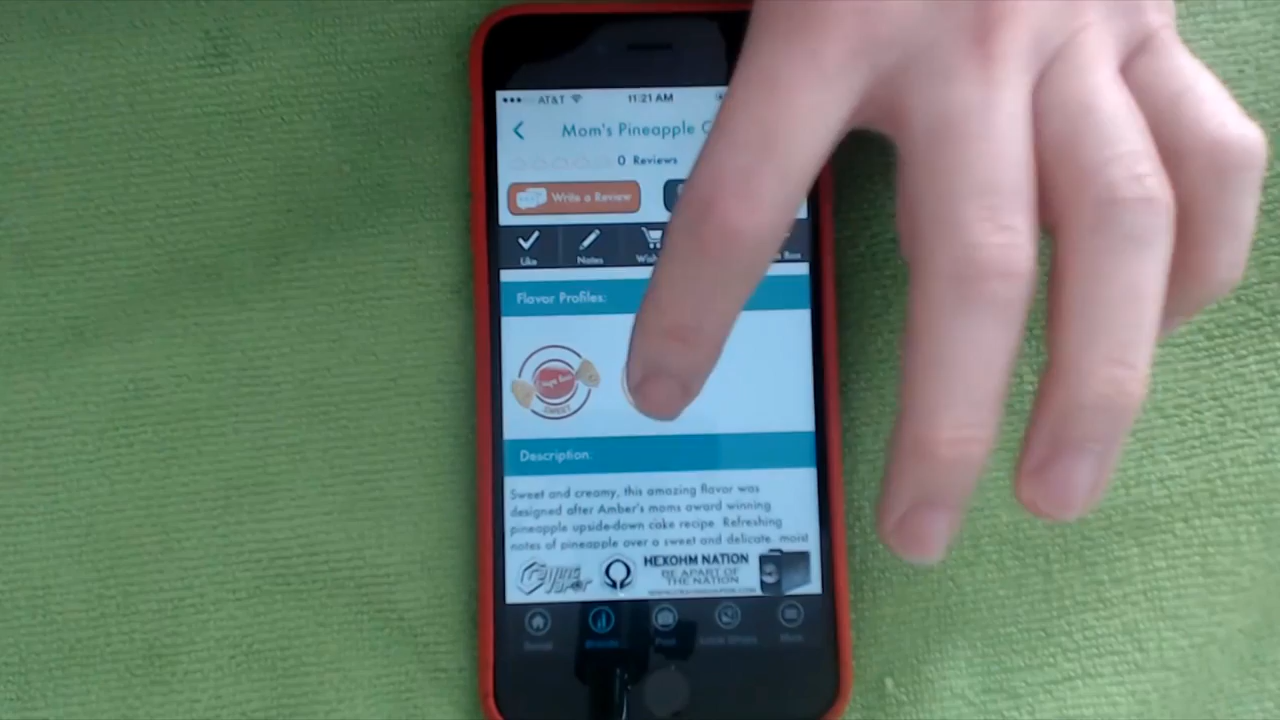 AT&T 11:21 AM
Mom's Pineapple
0 Reviews
Write a Review
Like Notes Box
Flavor Profiles:
SWEET
Description:
Sweet and creamy, this amazing flavor was
designed after Amber's moms award winning
pineapple upside-down cake recipe. Refreshing
notes of pineapple over a sweet and delicate, moist
HEXOHM NATION
BE APART OF
THE NATION